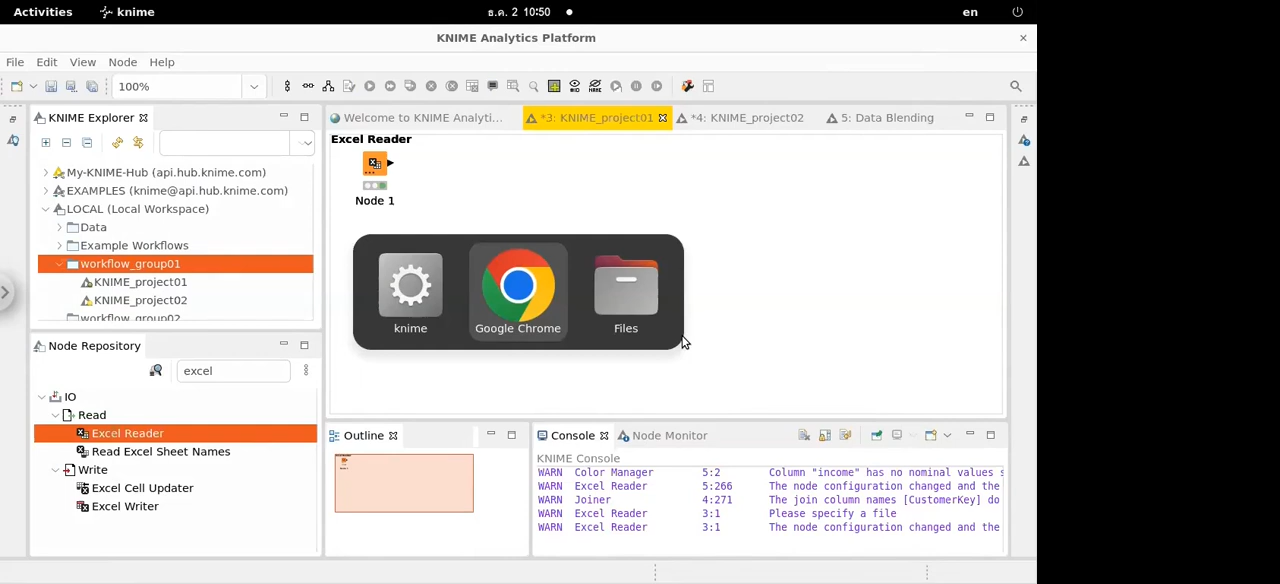 Activities knime ธ.ค. 2 10:50 en
KNIME Analytics Platform
File Edit View Node Help
100%
KNIME Explorer
My-KNIME-Hub (api.hub.knime.com)
EXAMPLES (knime@api.hub.knime.com)
LOCAL (Local Workspace)
Data
Example Workflows
workflow_group01
KNIME_project01
KNIME_project02
workflow_group02
Node Repository
excel
IO
Read
Excel Reader
Read Excel Sheet Names
Write
Excel Cell Updater
Excel Writer
Welcome to KNIME Analyti... *3: KNIME_project01 *4: KNIME_project02 5: Data Blending
Excel Reader
Node 1
knime Google Chrome Files
Outline
Console Node Monitor
KNIME Console
WARN Color Manager 5:2 Column "income" has no nominal values s
WARN Excel Reader 5:266 The node configuration changed and the
WARN Joiner 4:271 The join column names [CustomerKey] do
WARN Excel Reader 3:1 Please specify a file
WARN Excel Reader 3:1 The node configuration changed and the